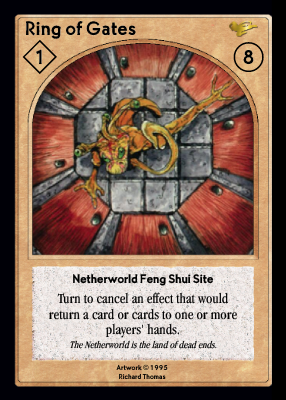 Ring of Gates
1
8
Netherworld Feng Shui Site
Turn to cancel an effect that would
return a card or cards to one or more
players' hands.
The Netherworld is the land of dead ends.
Artwork © 1995
Richard Thomas